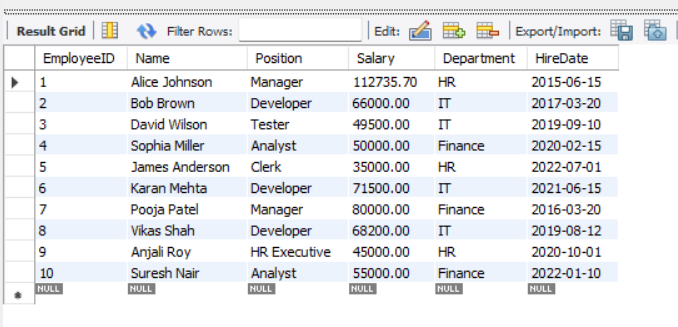 Result Grid Filter Rows: Edit: Export/Import:
EmployeeID Name Position Salary Department HireDate
1 Alice Johnson Manager 112735.70 HR 2015-06-15
2 Bob Brown Developer 66000.00 IT 2017-03-20
3 David Wilson Tester 49500.00 IT 2019-09-10
4 Sophia Miller Analyst 50000.00 Finance 2020-02-15
5 James Anderson Clerk 35000.00 HR 2022-07-01
6 Karan Mehta Developer 71500.00 IT 2021-06-15
7 Pooja Patel Manager 80000.00 Finance 2016-03-20
8 Vikas Shah Developer 68200.00 IT 2019-08-12
9 Anjali Roy HR Executive 45000.00 HR 2020-10-01
10 Suresh Nair Analyst 55000.00 Finance 2022-01-10
NULL NULL NULL NULL NULL NULL